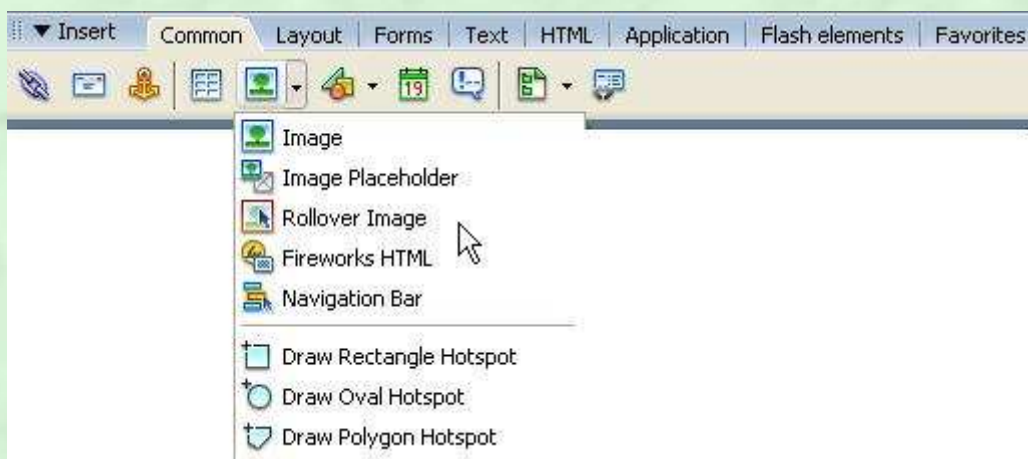 Insert Common Layout Forms Text HTML Application Flash elements Favorites
19
Image
Image Placeholder
Rollover Image
Fireworks HTML
Navigation Bar
Draw Rectangle Hotspot
Draw Oval Hotspot
Draw Polygon Hotspot